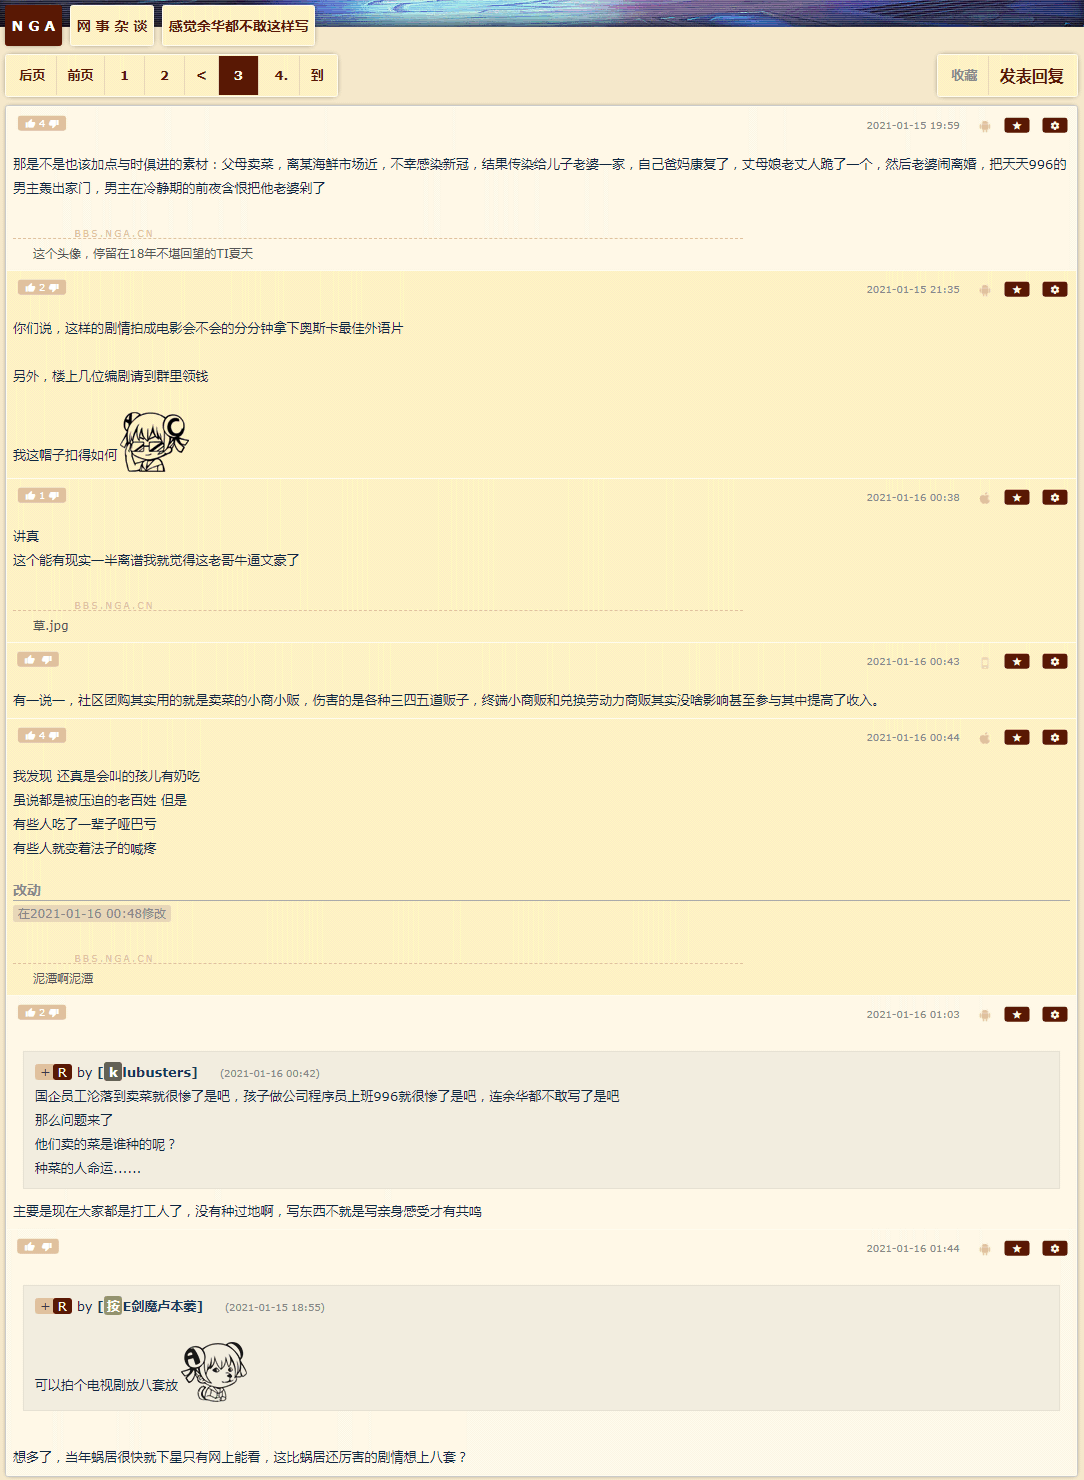 NGA 网事杂谈 感觉余华都不敢这样写
后页 前页 1 2 < 3 4. 到 收藏 发表回复
4 2021-01-15 19:59
那是不是也该加点与时俱进的素材：父母卖菜，离某海鲜市场近，不幸感染新冠，结果传染给儿子老婆一家，自己爸妈康复了，丈母娘老丈人跪了一个，然后老婆闹离婚，把天天996的
男主轰出家门，男主在冷静期的前夜含恨把他老婆剁了
BBS.NGA.CN
这个头像，停留在18年不堪回望的TI夏天
2 2021-01-15 21:35
你们说，这样的剧情拍成电影会不会的分分钟拿下奥斯卡最佳外语片
另外，楼上几位编剧请到群里领钱
我这帽子扣得如何
1 2021-01-16 00:38
讲真
这个能有现实一半离谱我就觉得这老哥牛逼文豪了
BBS.NGA.CN
草.jpg
2021-01-16 00:43
有一说一，社区团购其实用的就是卖菜的小商小贩，伤害的是各种三四五道贩子，终端小商贩和兑换劳动力商贩其实没啥影响甚至参与其中提高了收入。
4 2021-01-16 00:44
我发现 还真是会叫的孩儿有奶吃
虽说都是被压迫的老百姓 但是
有些人吃了一辈子哑巴亏
有些人就变着法子的喊疼
改动
在2021-01-16 00:48修改
BBS.NGA.CN
泥潭啊泥潭
2 2021-01-16 01:03
+ R by [klubusters] (2021-01-16 00:42)
国企员工沦落到卖菜就很惨了是吧，孩子做公司程序员上班996就很惨了是吧，连余华都不敢写了是吧
那么问题来了
他们卖的菜是谁种的呢？
种菜的人命运……
主要是现在大家都是打工人了，没有种过地啊，写东西不就是写亲身感受才有共鸣
2021-01-16 01:44
+ R by [按E剑魔卢本蒌] (2021-01-15 18:55)
可以拍个电视剧放八套放
想多了，当年蜗居很快就下星只有网上能看，这比蜗居还厉害的剧情想上八套？